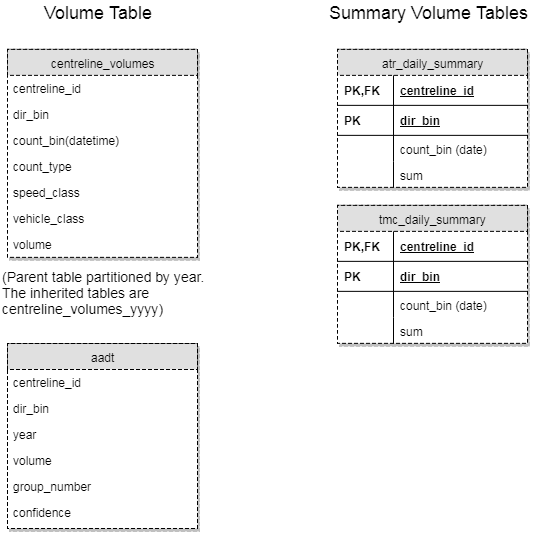 Volume Table
centreline_volumes
centreline_id
dir_bin
count_bin(datetime)
count_type
speed_class
vehicle_class
volume
(Parent table partitioned by year.
The inherited tables are
centreline_volumes_yyyy)
aadt
centreline_id
dir_bin
year
volume
group_number
confidence
Summary Volume Tables
atr_daily_summary
PK,FK centreline_id
PK dir_bin
count_bin (date)
sum
tmc_daily_summary
PK,FK centreline_id
PK dir_bin
count_bin (date)
sum